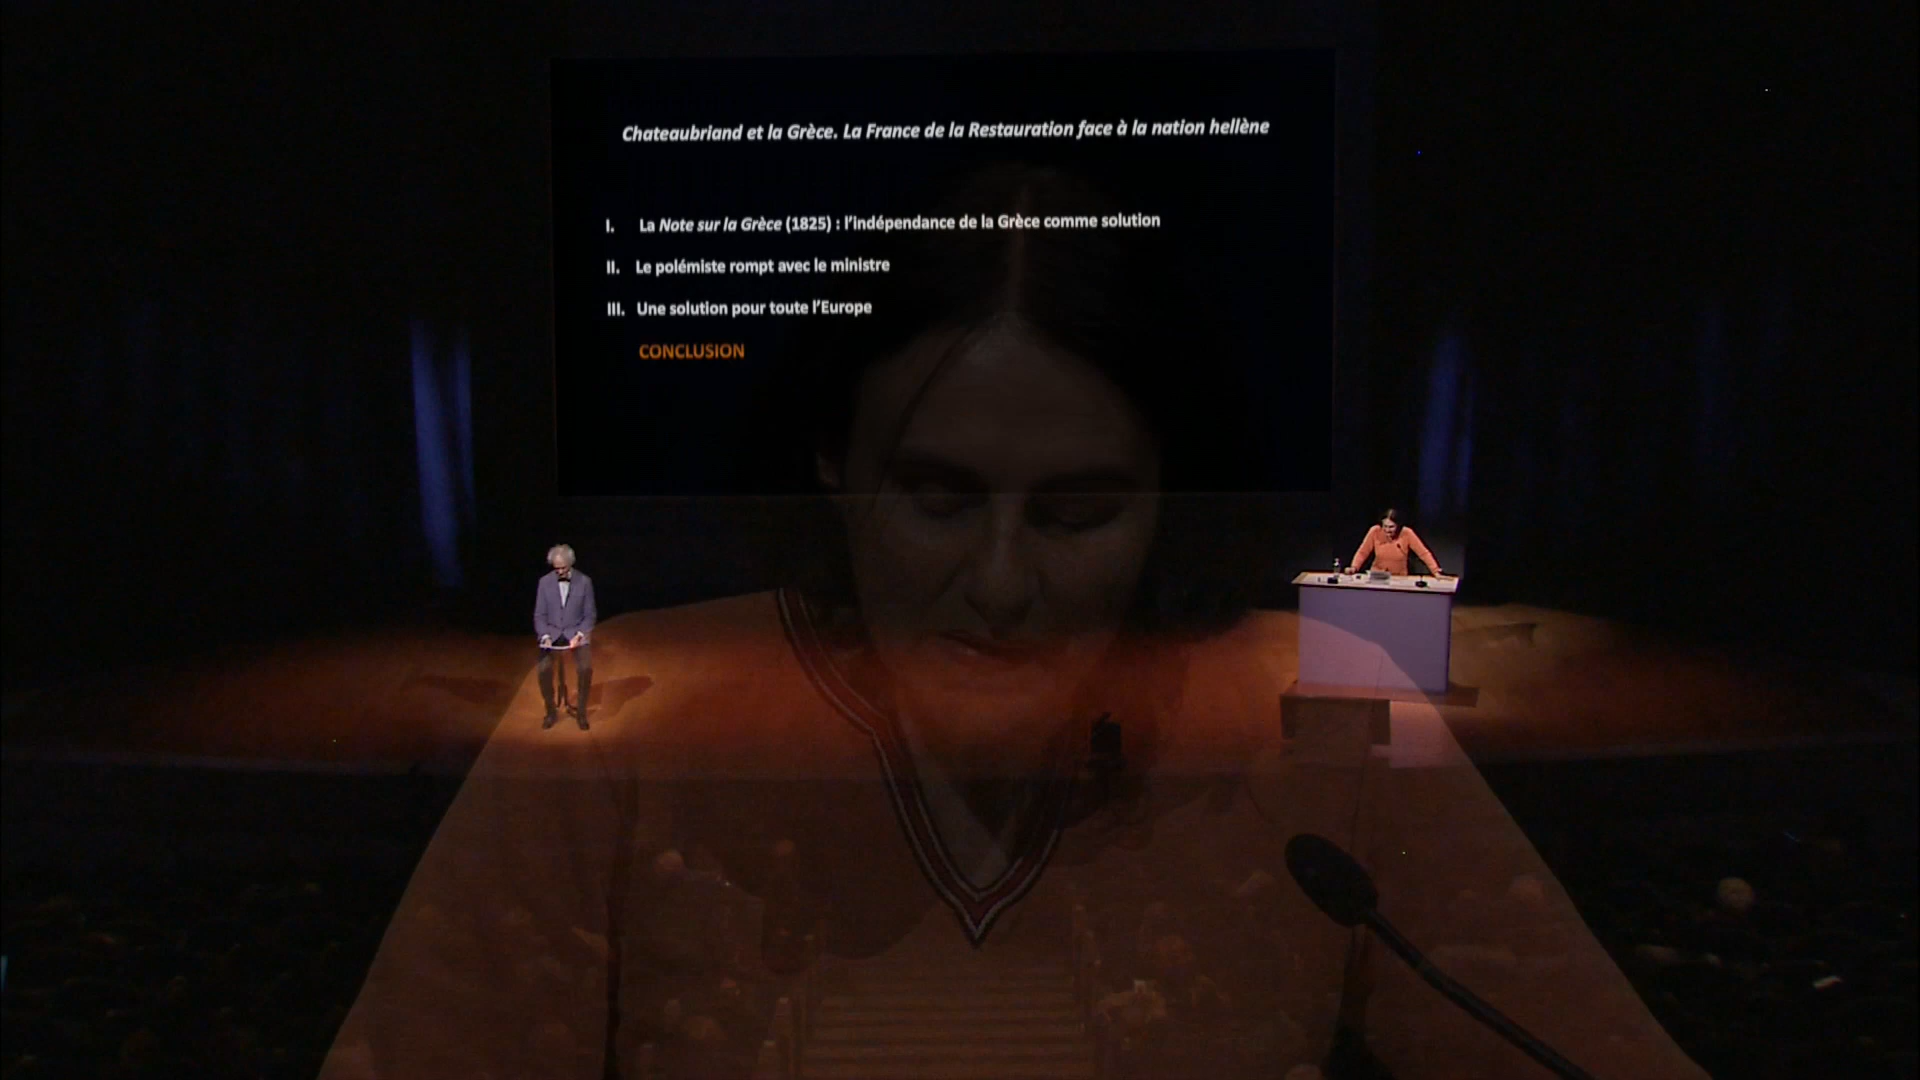 Chateaubriand et la Grèce. La France de la Restauration face à la nation hellène
I. La Note sur la Grèce (1825) : l'indépendance de la Grèce comme solution
II. Le polémiste rompt avec le ministre
III. Une solution pour toute l'Europe
CONCLUSION